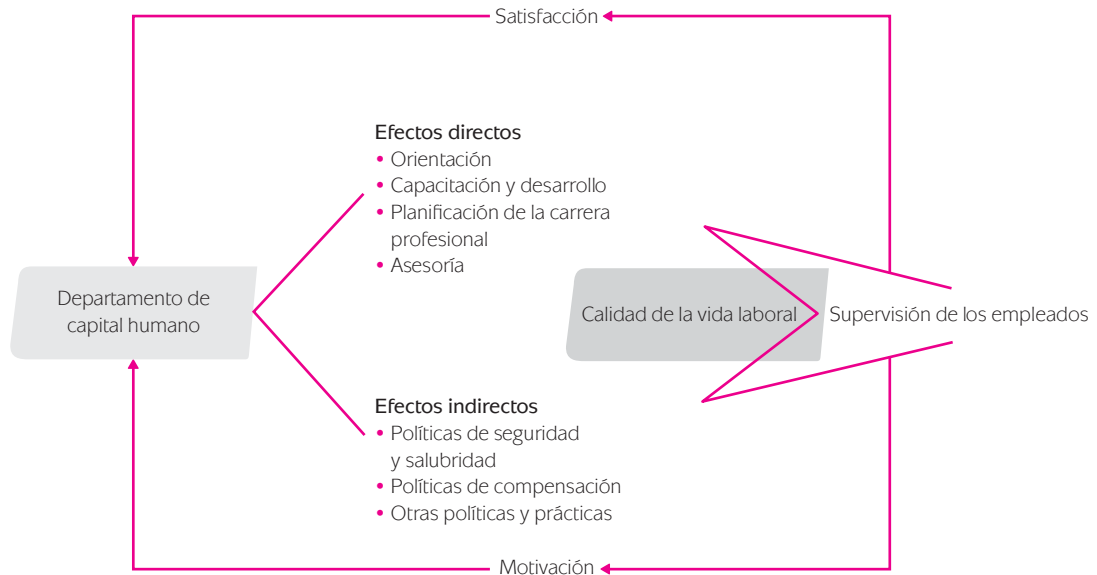 Satisfacción
Efectos directos
• Orientación
• Capacitación y desarrollo
• Planificación de la carrera
profesional
• Asesoría
Departamento de
capital humano
Calidad de la vida laboral
Supervisión de los empleados
Efectos indirectos
• Políticas de seguridad
y salubridad
• Políticas de compensación
• Otras políticas y prácticas
Motivación